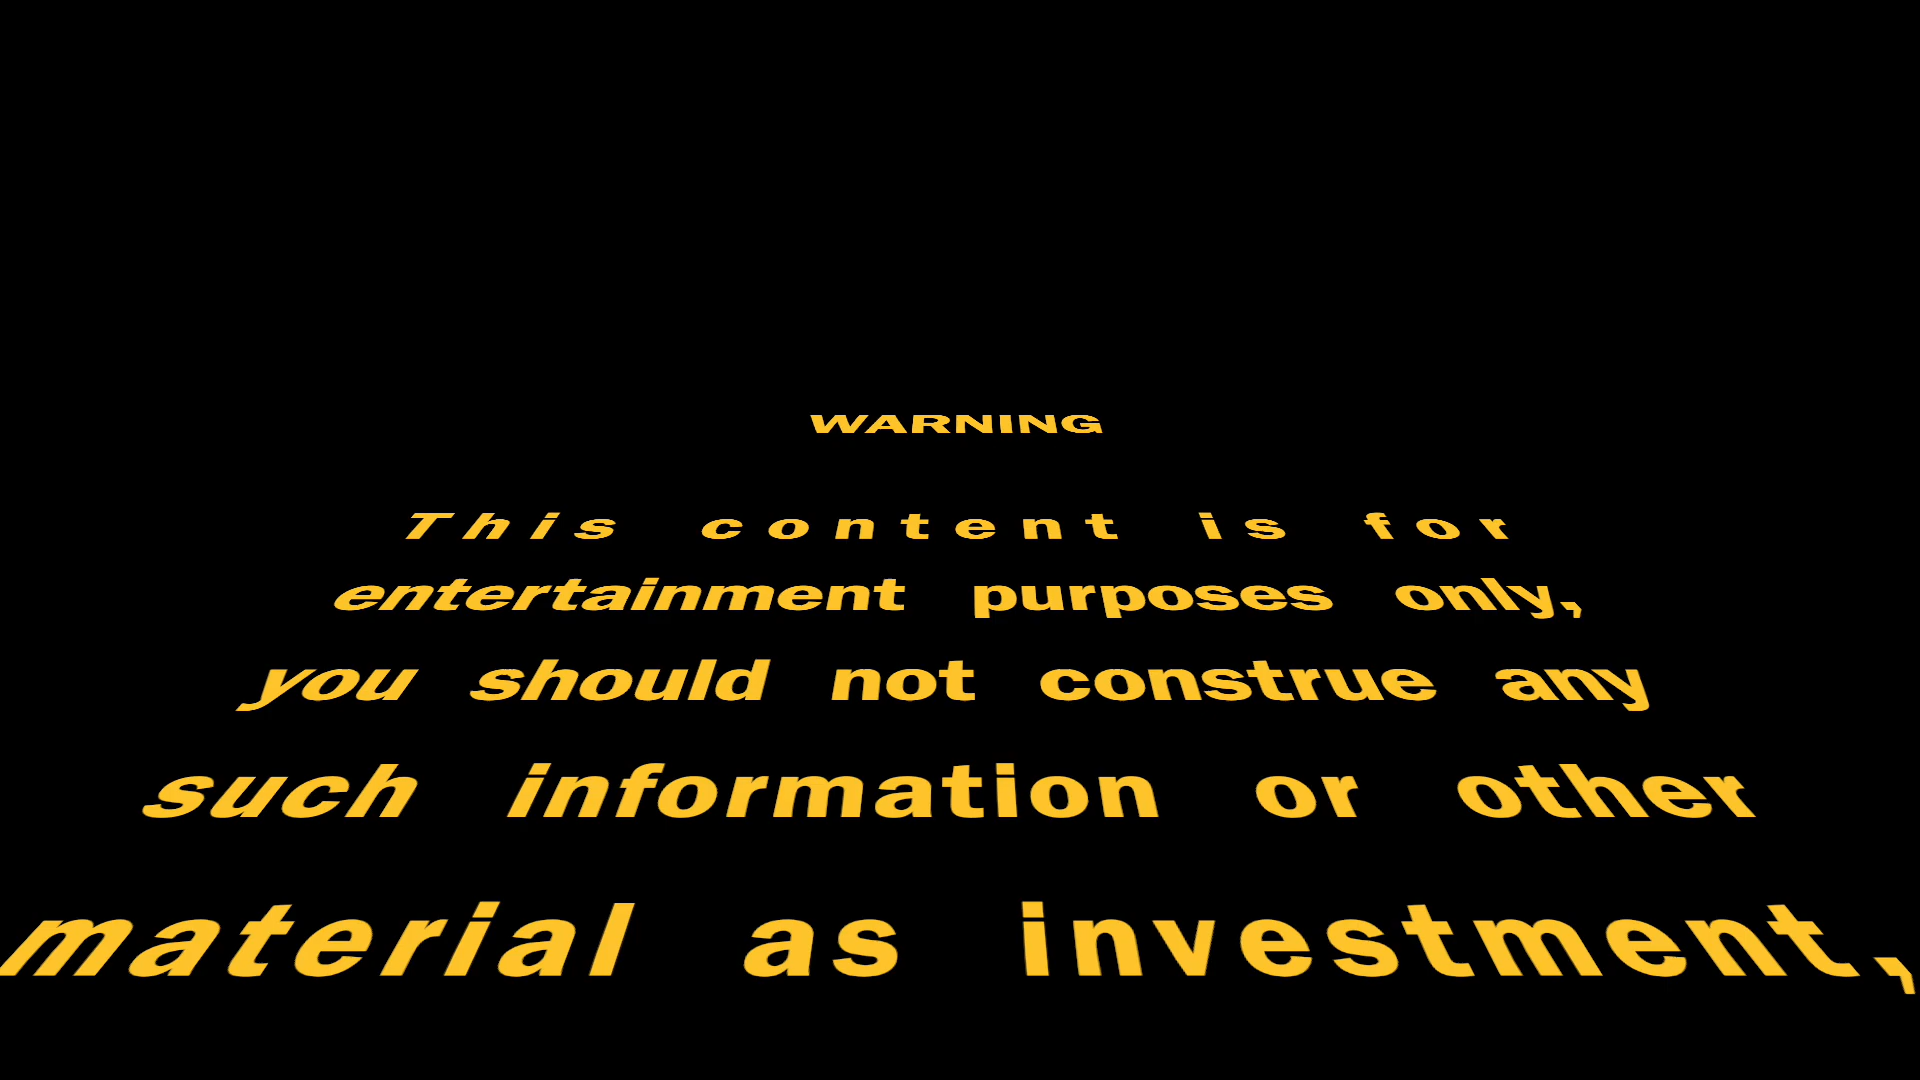 WARNING
This content is for
entertainment purposes only,
you should not construe any
such information or other
material as investment,